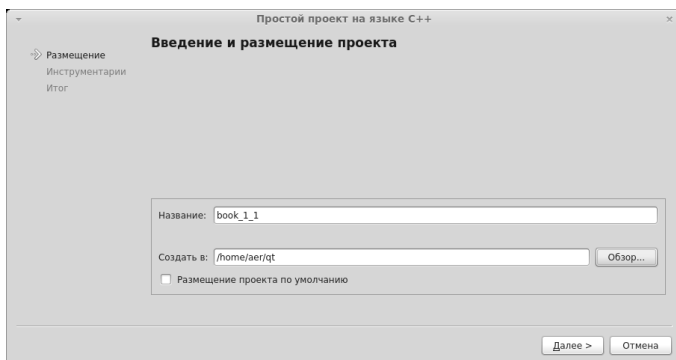 Простой проект на языке C++
Введение и размещение проекта
Размещение
Инструментарии
Итог
Название: book_1_1
Создать в: /home/aer/qt Обзор...
Размещение проекта по умолчанию
Далее > Отмена